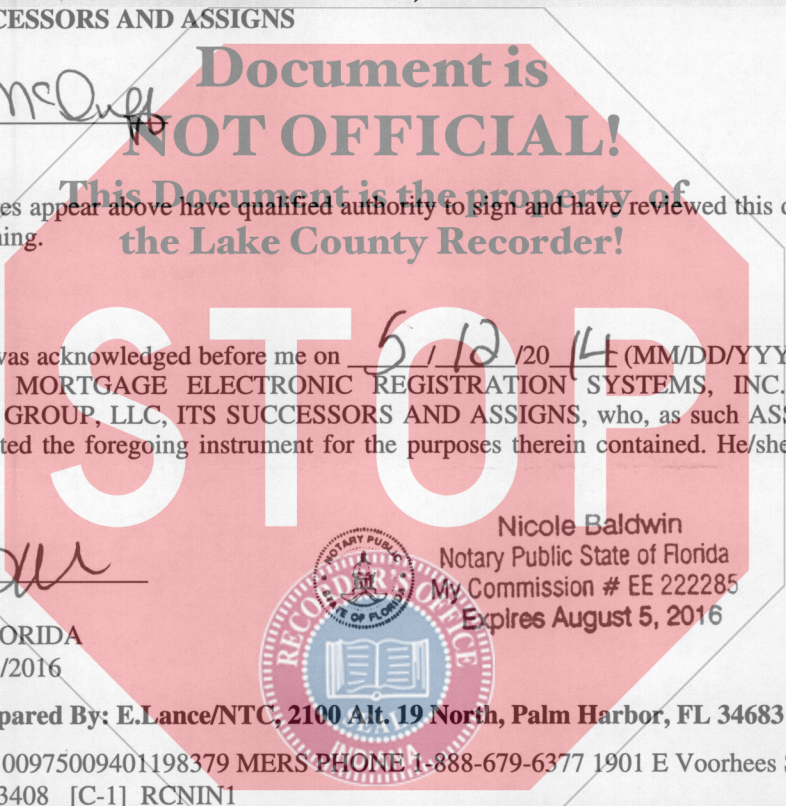 CESSORS AND ASSIGNS
Document is
McDuff
NOT OFFICIAL!
This Document is the property of
es appear above have qualified authority to sign and have reviewed this
ing.
the Lake County Recorder!
STOP
was acknowledged before me on 5/12/2014 (MM/DD/YYY
MORTGAGE ELECTRONIC REGISTRATION SYSTEMS, INC.
GROUP, LLC, ITS SUCCESSORS AND ASSIGNS, who, as such ASS
ted the foregoing instrument for the purposes therein contained. He/she
NOTARY PUBLIC
STATE OF FLORIDA
Nicole Baldwin
Notary Public State of Florida
My Commission # EE 222285
Expires August 5, 2016
RECORDER'S OFFICE
INDIANA
ORIDA
/2016
pared By: E.Lance/NTC, 2100 Alt. 19 North, Palm Harbor, FL 34683
00975009401198379 MERS PHONE 1-888-679-6377 1901 E Voorhees S
3408 [C-1] RCNIN1